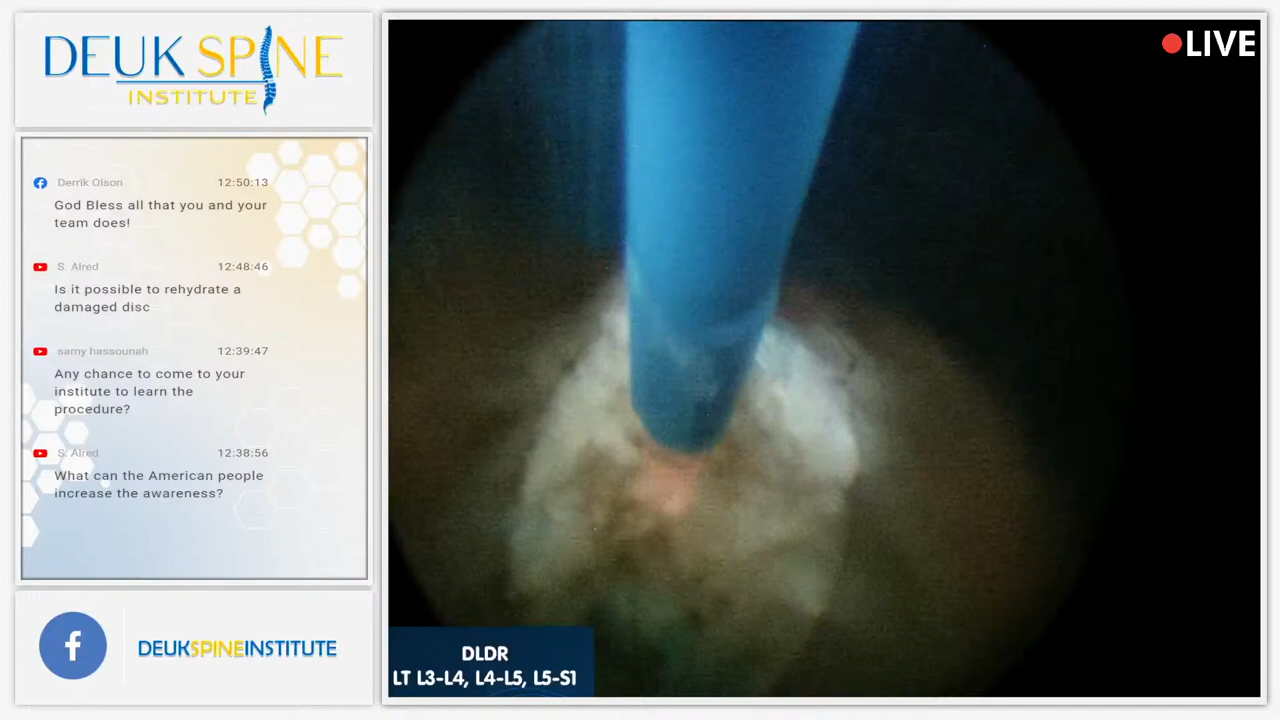 DEUK SPINE
INSTITUTE
Derrik Olson 12:50:13
God Bless all that you and your
team does!
S. Alred 12:48:46
Is it possible to rehydrate a
damaged disc
samy hassounah 12:39:47
Any chance to come to your
institute to learn the
procedure?
S. Alred 12:38:56
What can the American people
increase the awareness?
f
DEUKSPINEINSTITUTE
LIVE
DLDR
LT L3-L4, L4-L5, L5-S1